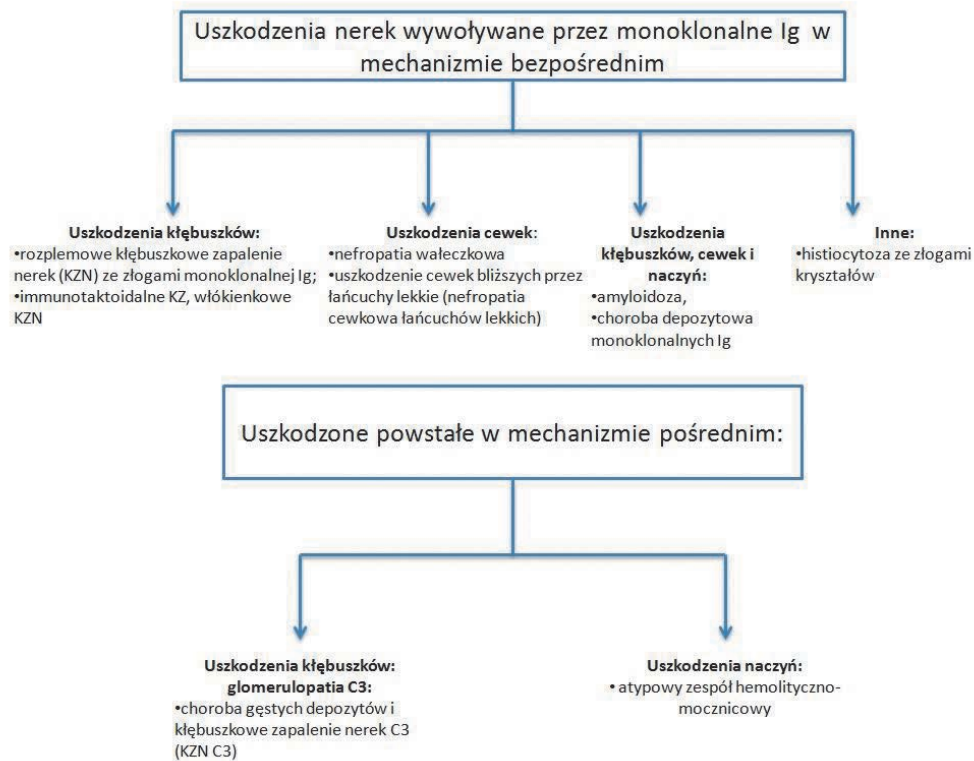 Uszkodzenia nerek wywoływane przez monoklonalne Ig w
mechanizmie bezpośrednim
Uszkodzenia kłębuszków:
•rozplemowe kłębuszkowe zapalenie
nerek (KZN) ze złogami monoklonalnej Ig;
•immunotaktoidalne KZ, włókienkowe
KZN
Uszkodzenia cewek:
•nefropatia wałeczkowa
•uszkodzenie cewek bliższych przez
łańcuchy lekkie (nefropatia
cewkowa łańcuchów lekkich)
Uszkodzenia
kłębuszków, cewek i
naczyń:
•amyloidoza,
•choroba depozytowa
monoklonalnych Ig
Inne:
•histiocytoza ze złogami
kryształów
Uszkodzone powstałe w mechanizmie pośrednim:
Uszkodzenia kłębuszków:
glomerulopatia C3:
•choroba gęstych depozytów i
kłębuszkowe zapalenie nerek C3
(KZN C3)
Uszkodzenia naczyń:
• atypowy zespół hemolityczno-
mocznicowy